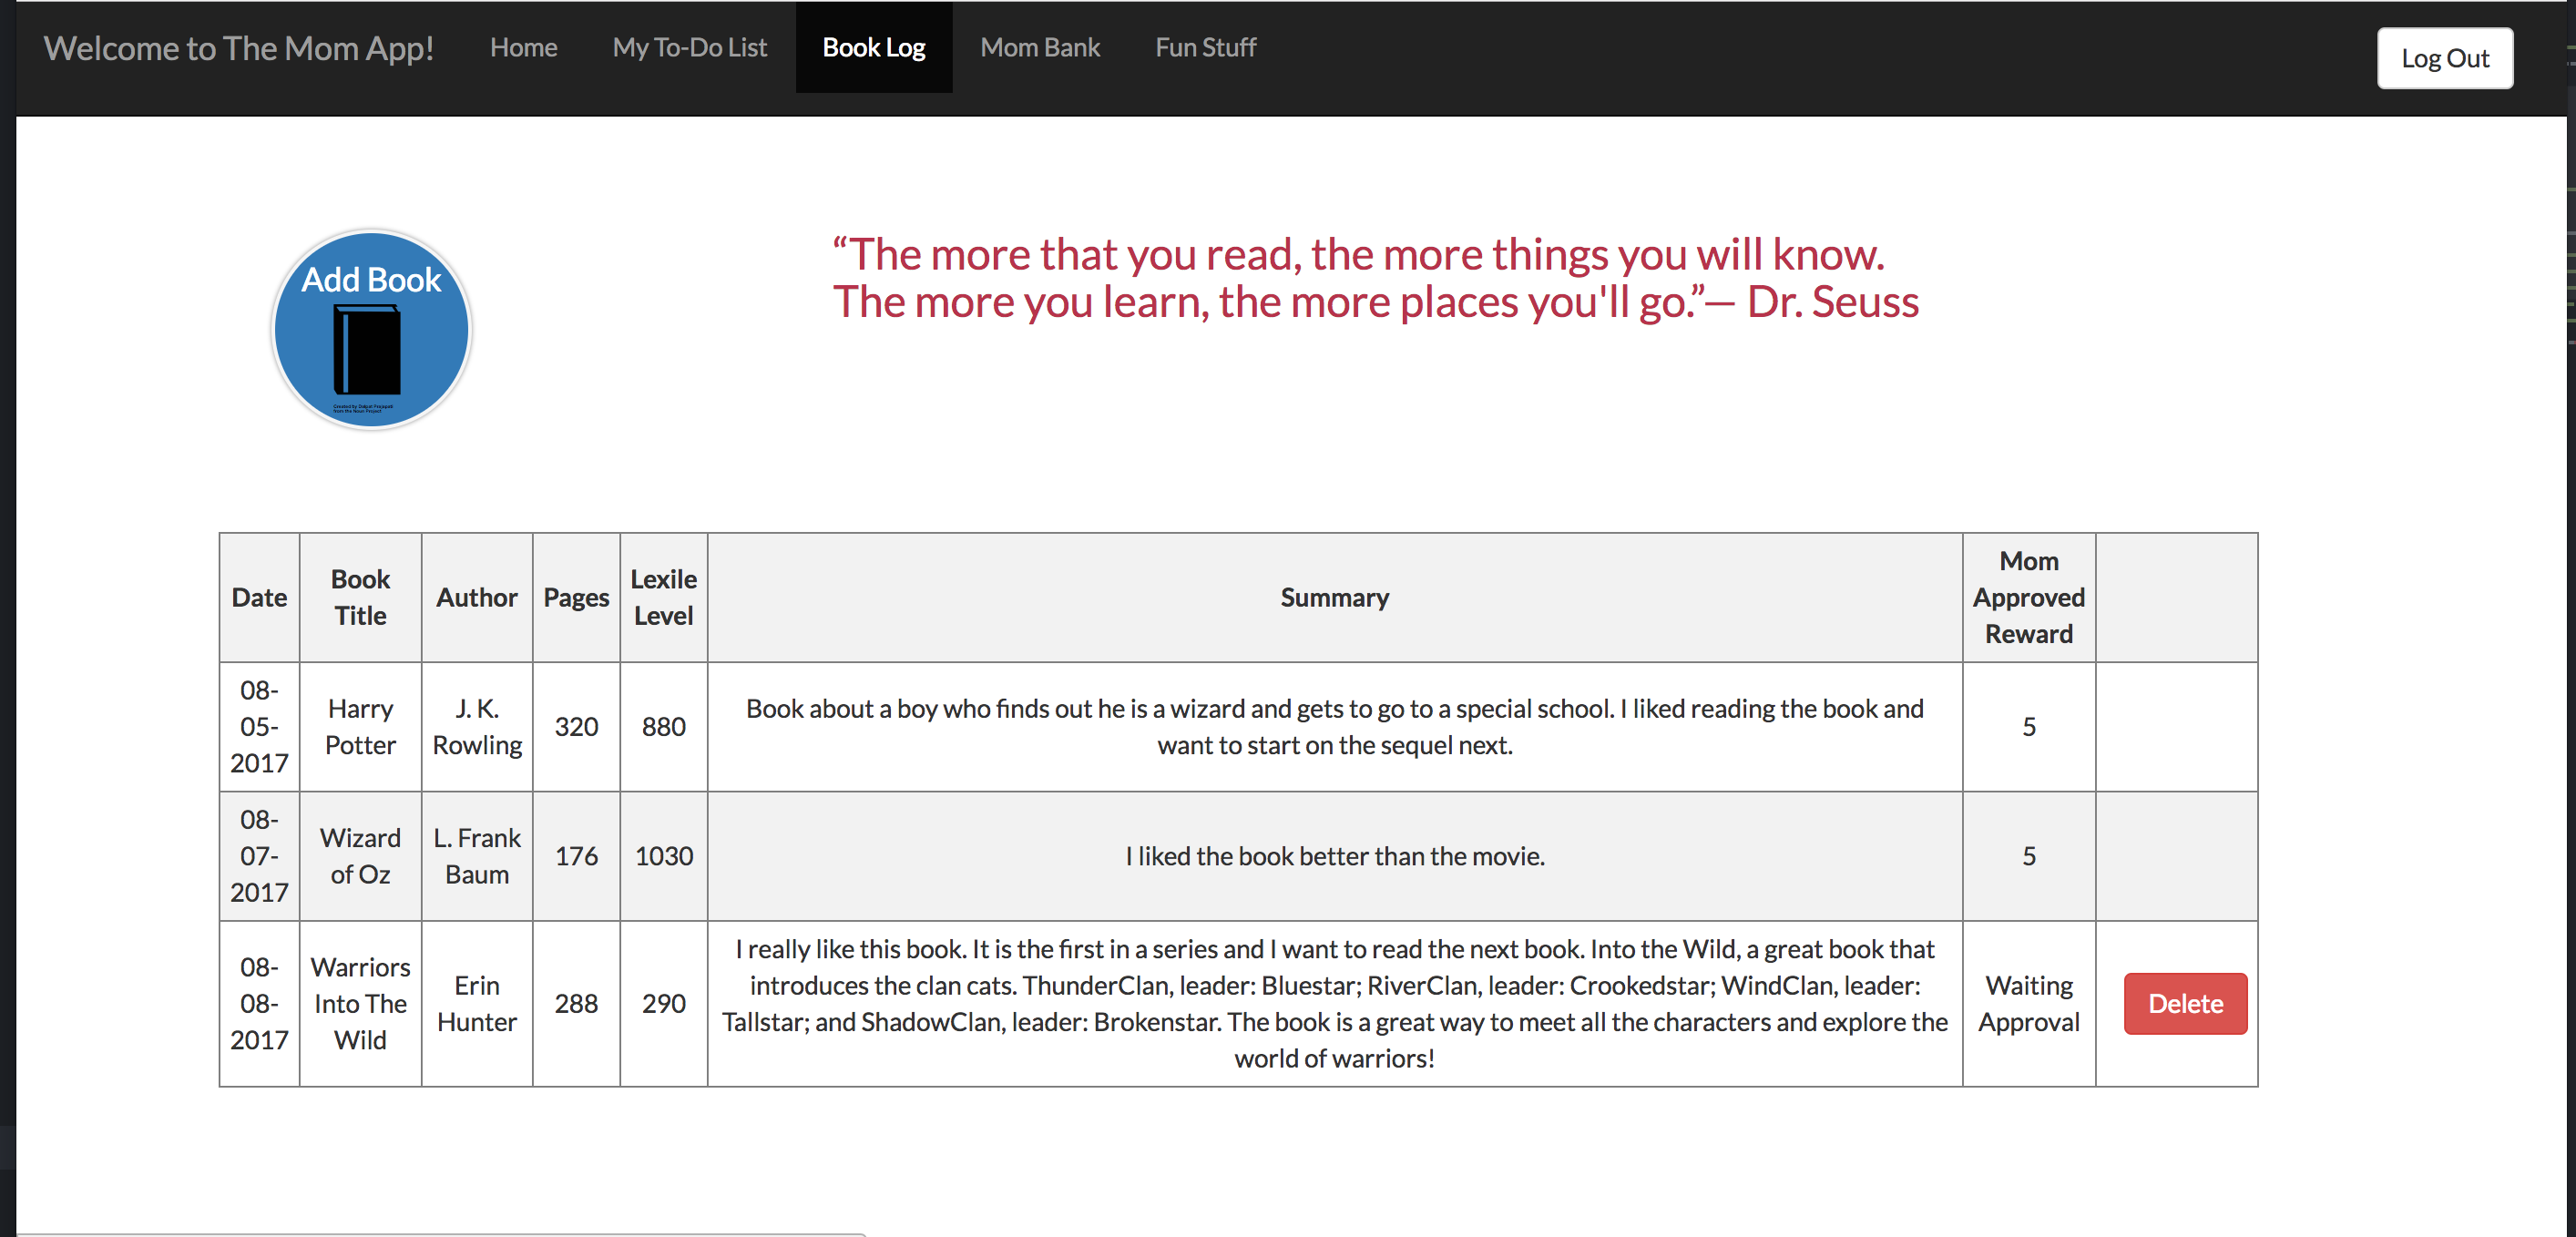 Welcome to The Mom App! Home My To-Do List Book Log Mom Bank Fun Stuff Log Out
Add Book
Created by Dalpat Prajapati
from the Noun Project
“The more that you read, the more things you will know.
The more you learn, the more places you'll go.”— Dr. Seuss
Date Book Title Author Pages Lexile Level Summary Mom Approved Reward
08-
05-
2017
Harry
Potter
J. K.
Rowling
320
880
Book about a boy who finds out he is a wizard and gets to go to a special school. I liked reading the book and
want to start on the sequel next.
5
08-
07-
2017
Wizard
of Oz
L. Frank
Baum
176
1030
I liked the book better than the movie.
5
08-
08-
2017
Warriors
Into The
Wild
Erin
Hunter
288
290
I really like this book. It is the first in a series and I want to read the next book. Into the Wild, a great book that
introduces the clan cats. ThunderClan, leader: Bluestar; RiverClan, leader: Crookedstar; WindClan, leader:
Tallstar; and ShadowClan, leader: Brokenstar. The book is a great way to meet all the characters and explore the
world of warriors!
Waiting
Approval
Delete